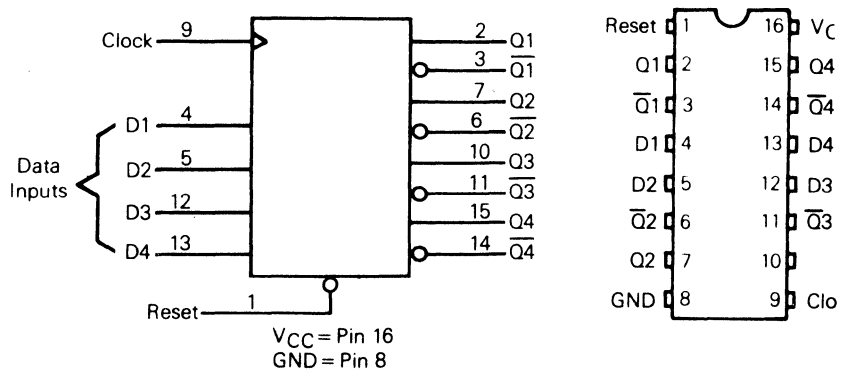 Clock 9
2 Q1
3 Q̅1̅
7 Q2
D1 4
6 Q̅2̅
Data
Inputs
D2 5
10 Q3
11 Q̅3̅
D3 12
15 Q4
D4 13
14 Q̅4̅
Reset 1
VCC = Pin 16
GND = Pin 8
Reset 1 16 VC
Q1 2 15 Q4
Q̅1 3 14 Q̅4
D1 4 13 D4
D2 5 12 D3
Q̅2 6 11 Q̅3
Q2 7 10
GND 8 9 Clo